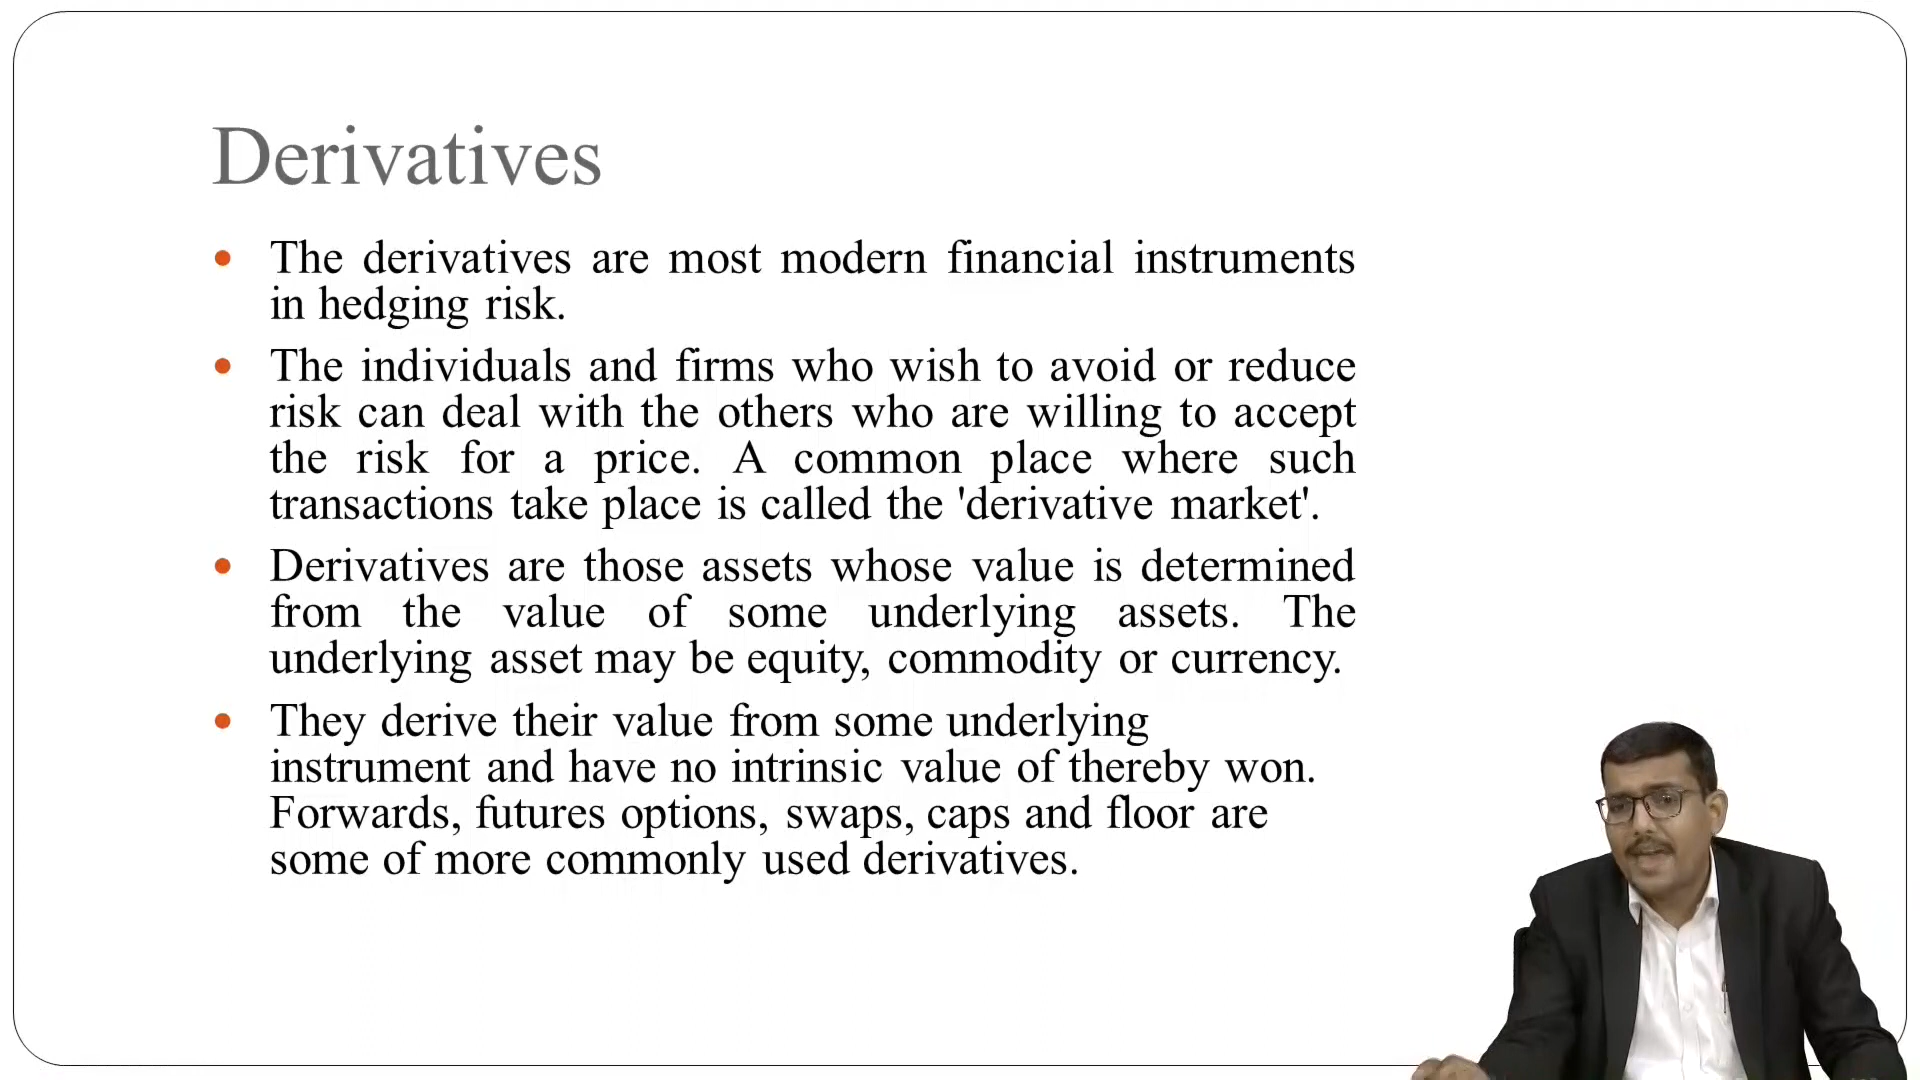 Derivatives
• The derivatives are most modern financial instruments
in hedging risk.
• The individuals and firms who wish to avoid or reduce
risk can deal with the others who are willing to accept
the risk for a price. A common place where such
transactions take place is called the 'derivative market'.
• Derivatives are those assets whose value is determined
from the value of some underlying assets. The
underlying asset may be equity, commodity or currency.
• They derive their value from some underlying
instrument and have no intrinsic value of thereby won.
Forwards, futures options, swaps, caps and floor are
some of more commonly used derivatives.